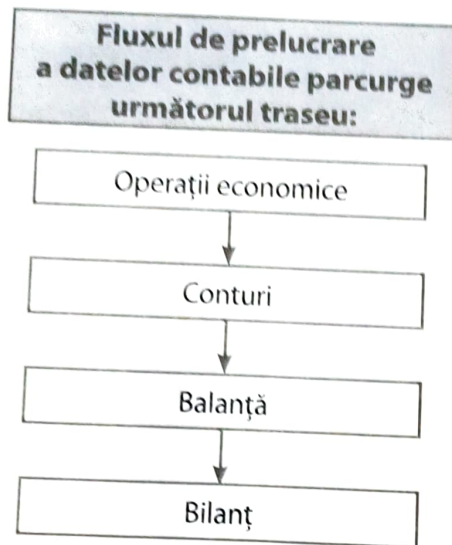 Fluxul de prelucrare
a datelor contabile parcurge
următorul traseu:
Operații economice
Conturi
Balanță
Bilanț